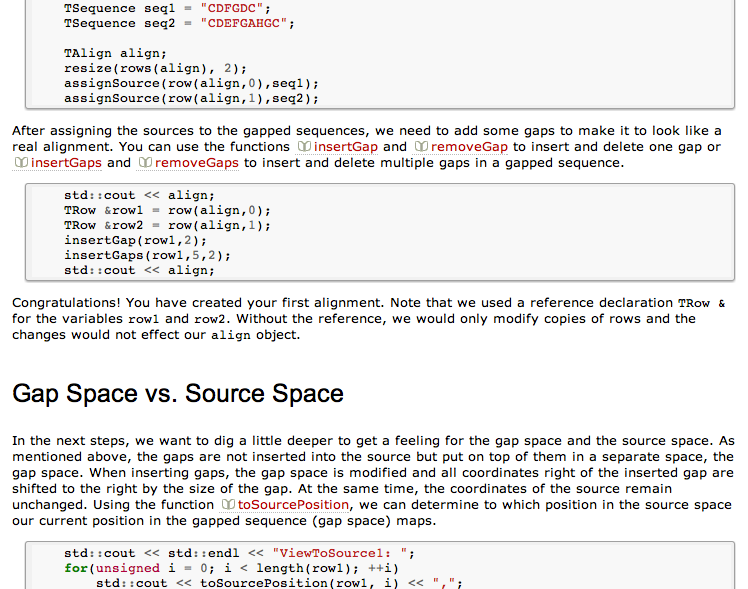 TSequence seq1 = "CDFGDC";
TSequence seq2 = "CDEFGAHGC";
TAlign align;
resize(rows(align), 2);
assignSource(row(align,0),seq1);
assignSource(row(align,1),seq2);
After assigning the sources to the gapped sequences, we need to add some gaps to make it to look like a
real alignment. You can use the functions insertGap and removeGap to insert and delete one gap or
insertGaps and removeGaps to insert and delete multiple gaps in a gapped sequence.
std::cout << align;
TRow &row1 = row(align,0);
TRow &row2 = row(align,1);
insertGap(row1,2);
insertGaps(row1,5,2);
std::cout << align;
Congratulations! You have created your first alignment. Note that we used a reference declaration TRow &
for the variables row1 and row2. Without the reference, we would only modify copies of rows and the
changes would not effect our align object.
Gap Space vs. Source Space
In the next steps, we want to dig a little deeper to get a feeling for the gap space and the source space. As
mentioned above, the gaps are not inserted into the source but put on top of them in a separate space, the
gap space. When inserting gaps, the gap space is modified and all coordinates right of the inserted gap are
shifted to the right by the size of the gap. At the same time, the coordinates of the source remain
unchanged. Using the function toSourcePosition, we can determine to which position in the source space
our current position in the gapped sequence (gap space) maps.
std::cout << std::endl << "ViewToSource1: ";
for(unsigned i = 0; i < length(row1); ++i)
std::cout << toSourcePosition(row1, i) << ",";